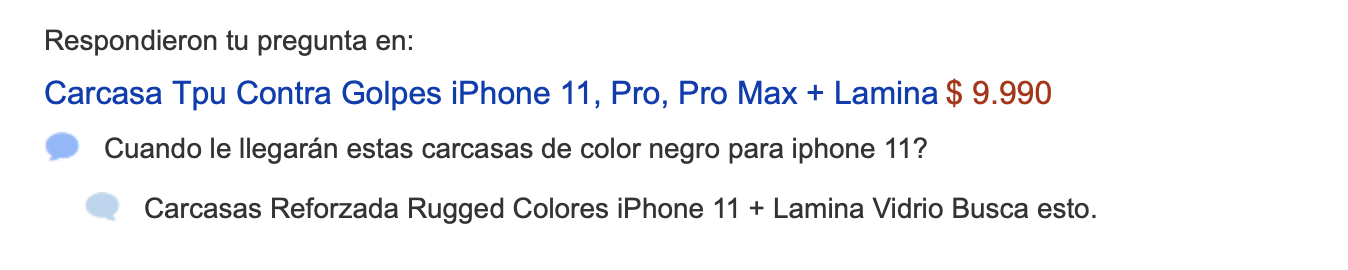 Respondieron tu pregunta en:
Carcasa Tpu Contra Golpes iPhone 11, Pro, Pro Max + Lamina $ 9.990
Cuando le llegarán estas carcasas de color negro para iphone 11?
Carcasas Reforzada Rugged Colores iPhone 11 + Lamina Vidrio Busca esto.